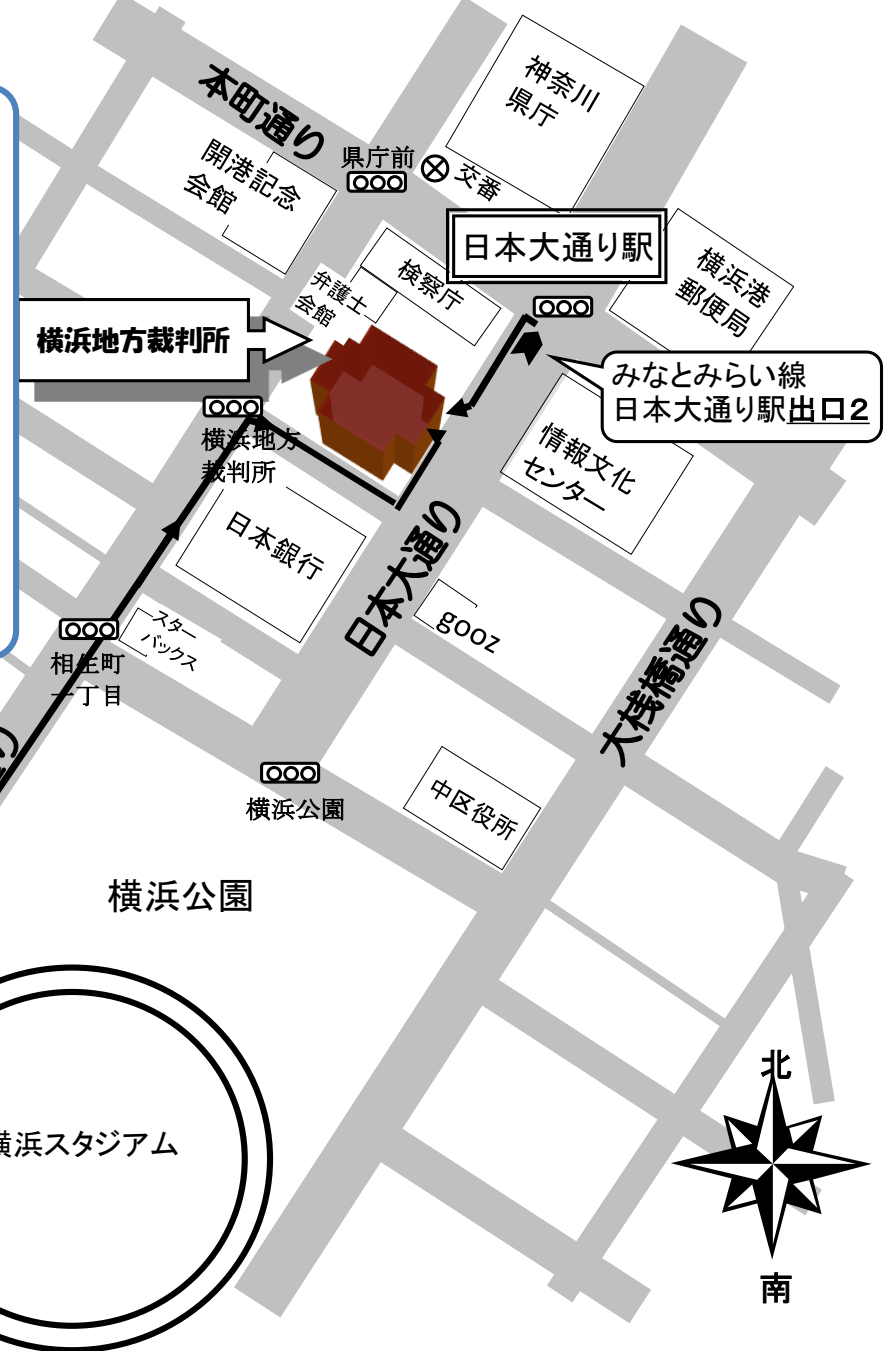 神奈川
県庁
本町通り
県庁前
交番
開港記念
会館
日本大通り駅
横浜港
郵便局
検察庁
弁護士
会館
横浜地方裁判所
みなとみらい線
日本大通り駅出口2
横浜地方
裁判所
情報文化
センター
日本銀行
日本大通り
gooz
スター
バックス
相生町
一丁目
大桟橋通り
り
横浜公園
中区役所
横浜公園
横浜スタジアム
北
南